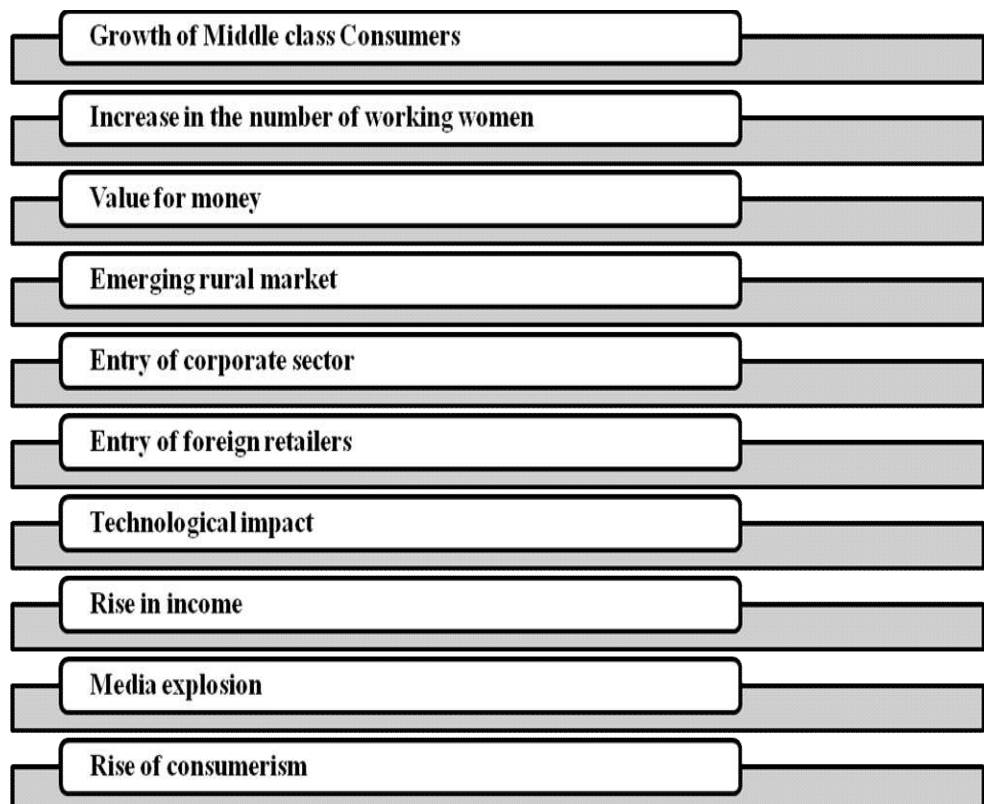 Growth of Middle class Consumers
Increase in the number of working women
Value for money
Emerging rural market
Entry of corporate sector
Entry of foreign retailers
Technological impact
Rise in income
Media explosion
Rise of consumerism